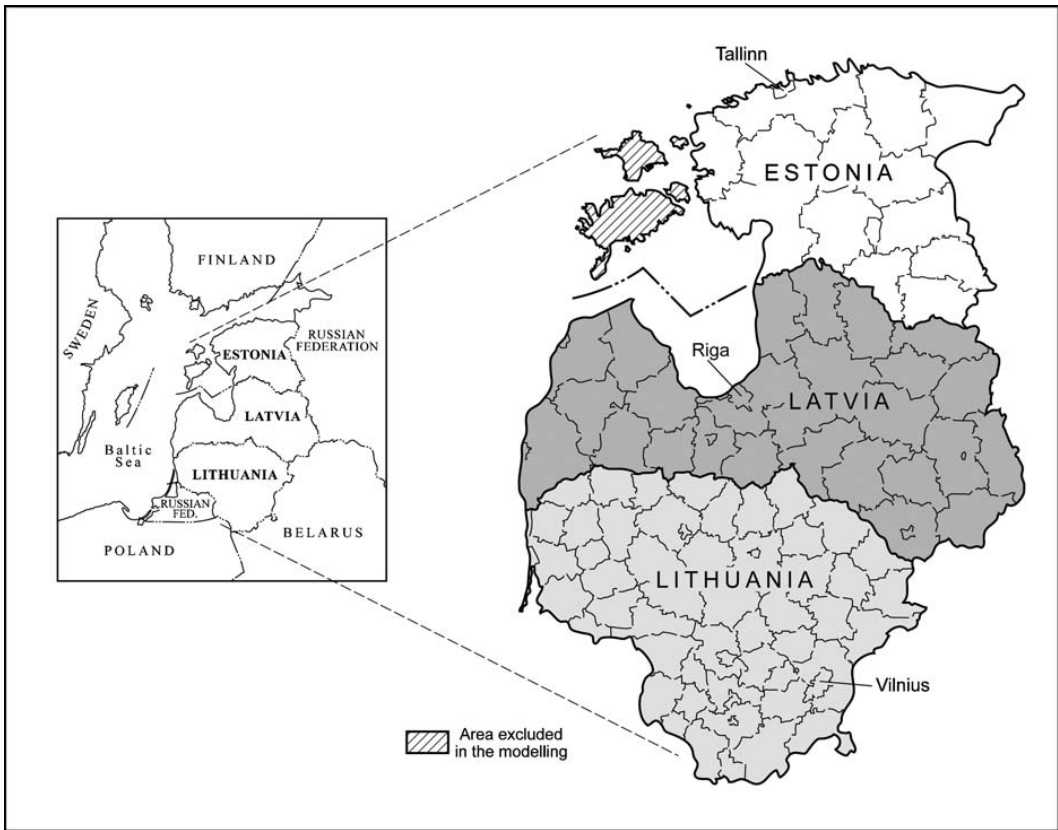 Tallinn
ESTONIA
FINLAND
SWEDEN
RUSSIAN
FEDERATION
ESTONIA
LATVIA
Baltic
Sea
LITHUANIA
RUSSIAN
FED.
BELARUS
POLAND
Riga
LATVIA
LITHUANIA
Vilnius
Area excluded
in the modelling